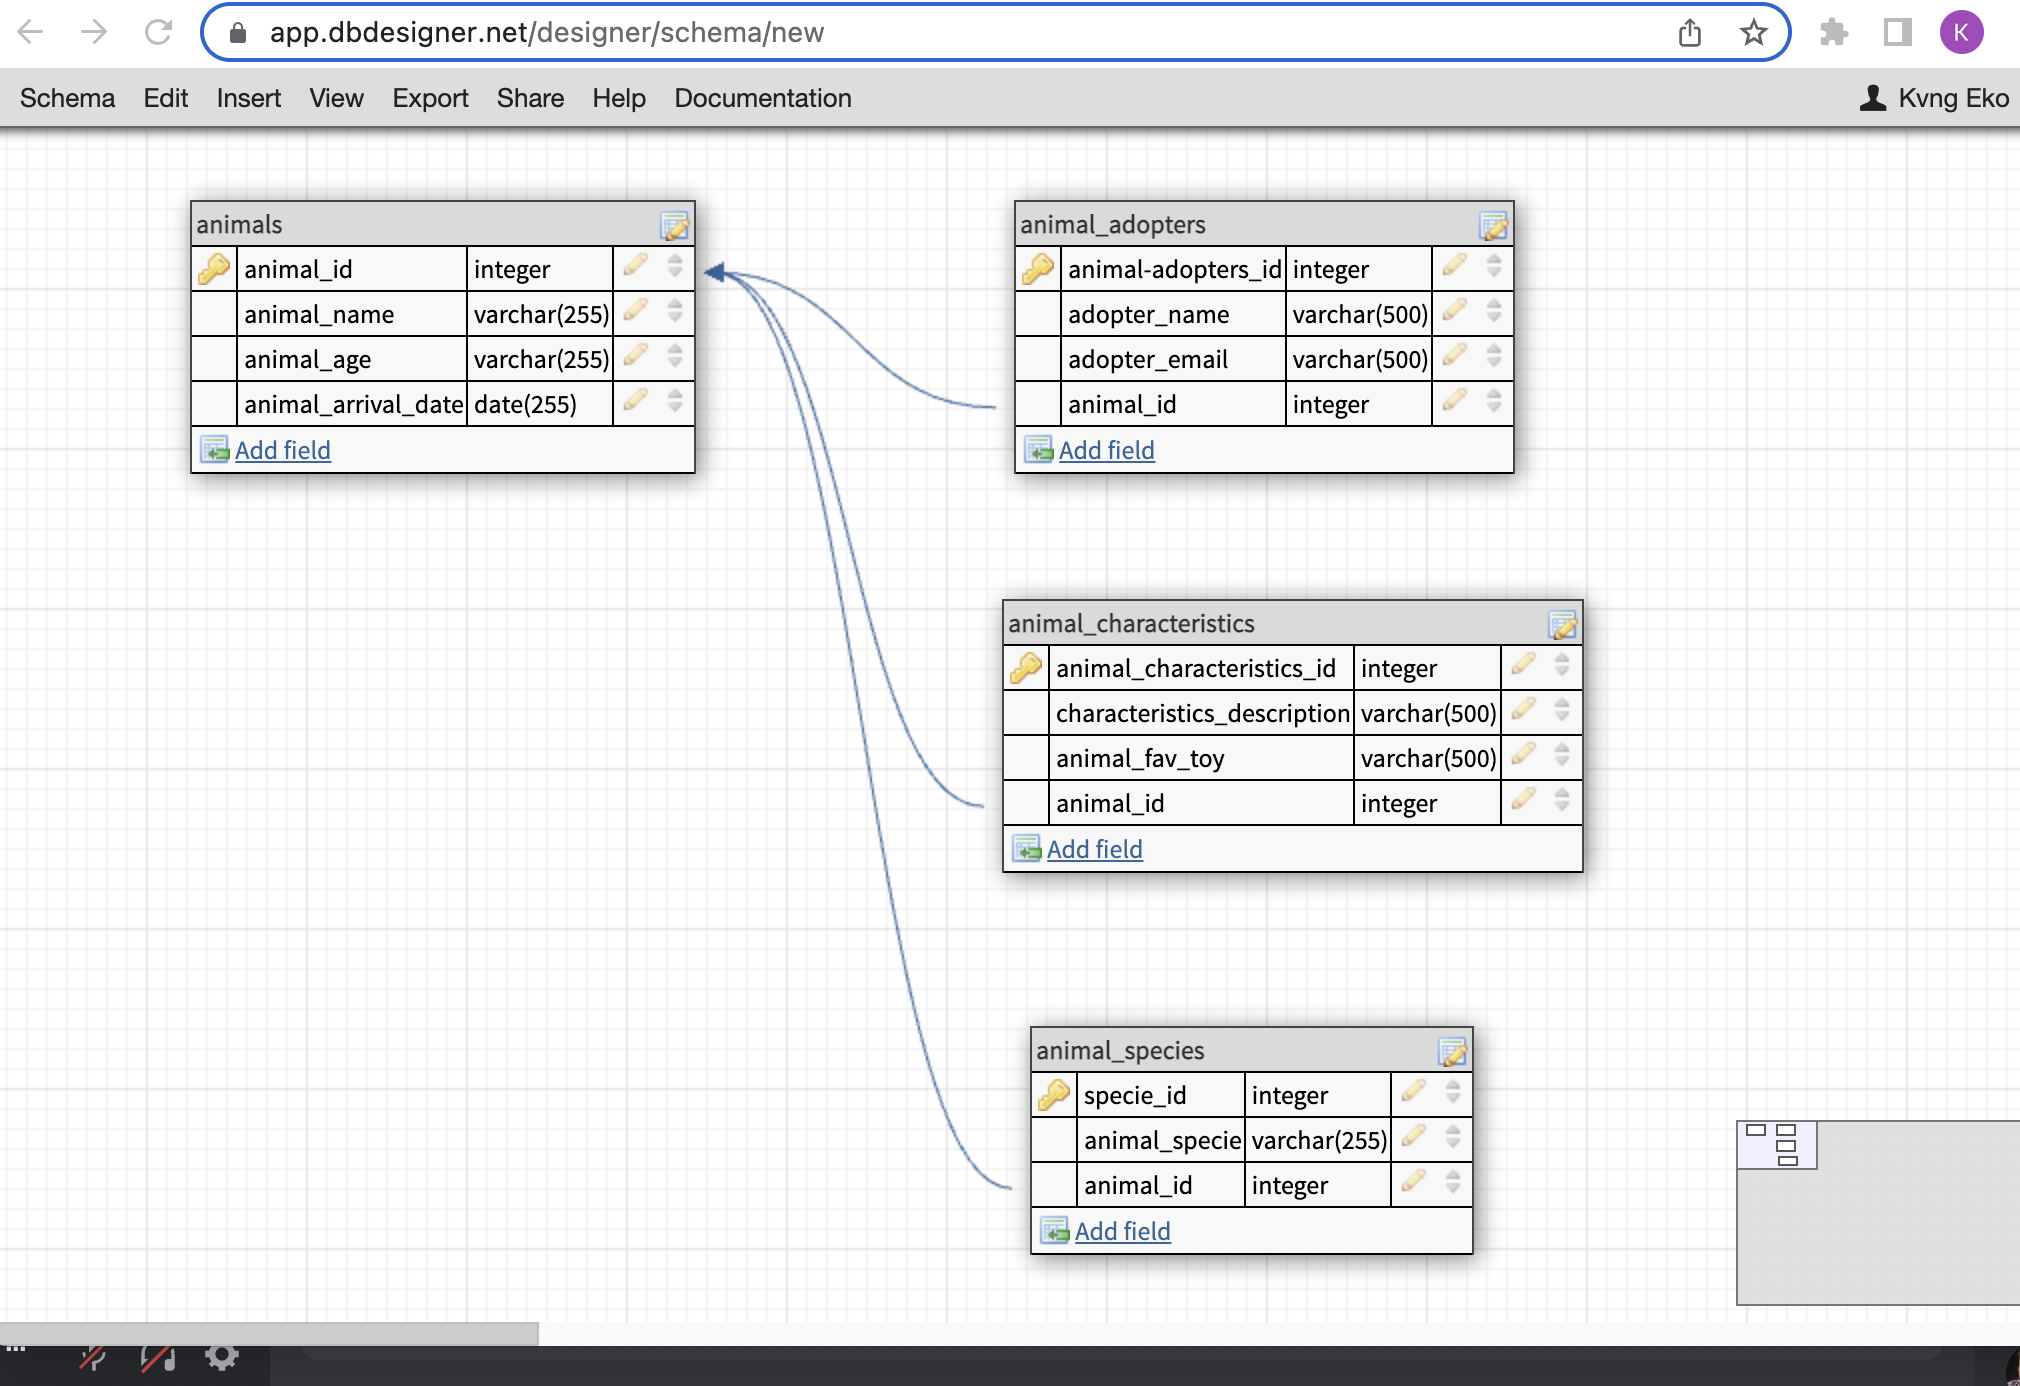 app.dbdesigner.net/designer/schema/new
K
Schema Edit Insert View Export Share Help Documentation
Kvng Eko
animals
animal_id integer
animal_name varchar(255)
animal_age varchar(255)
animal_arrival_date date(255)
Add field
animal_adopters
animal-adopters_id integer
adopter_name varchar(500)
adopter_email varchar(500)
animal_id integer
Add field
animal_characteristics
animal_characteristics_id integer
characteristics_description varchar(500)
animal_fav_toy varchar(500)
animal_id integer
Add field
animal_species
specie_id integer
animal_specie varchar(255)
animal_id integer
Add field